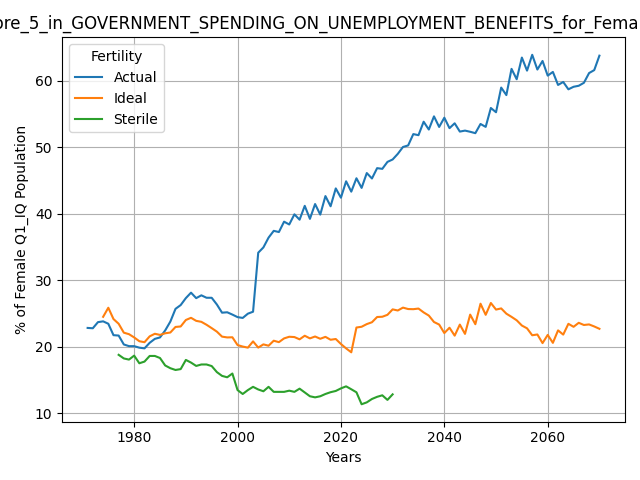 ore_5_in_GOVERNMENT_SPENDING_ON_UNEMPLOYMENT_BENEFITS_for_Fema
Fertility
Actual
Ideal
Sterile
% of Female Q1_IQ Population
60
50
40
30
20
10
1980
2000
2020
2040
2060
Years